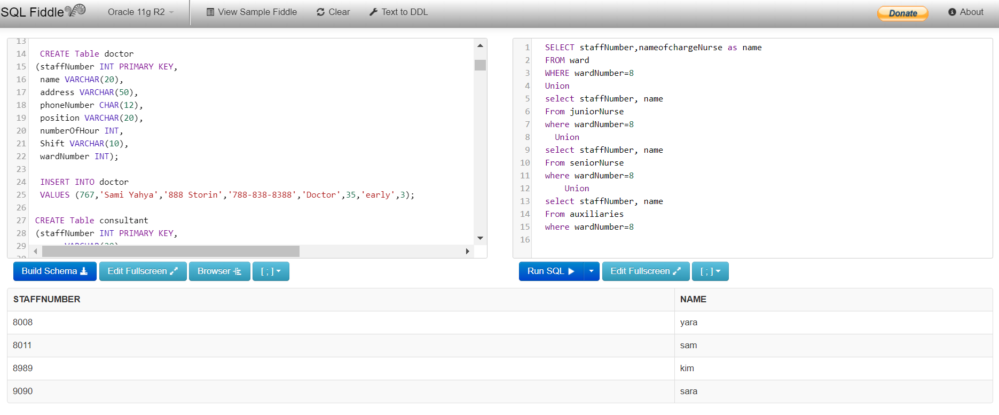 SQL Fiddle Oracle 11g R2 View Sample Fiddle Clear Text to DDL Donate About
13
14 CREATE Table doctor
15 (staffNumber INT PRIMARY KEY,
16 name VARCHAR(20),
17 address VARCHAR(50),
18 phoneNumber CHAR(12),
19 position VARCHAR(20),
20 numberOfHour INT,
21 Shift VARCHAR(10),
22 wardNumber INT);
23
24 INSERT INTO doctor
25 VALUES (767,'Sami Yahya','888 Storin','788-838-8388','Doctor',35,'early',3);
26
27 CREATE Table consultant
28 (staffNumber INT PRIMARY KEY,
29 VARCHAR(20)
30
1 SELECT staffNumber,nameofchargeNurse as name
2 FROM ward
3 WHERE wardNumber=8
4 Union
5 select staffNumber, name
6 From juniorNurse
7 where wardNumber=8
8 Union
9 select staffNumber, name
10 From seniorNurse
11 where wardNumber=8
12 Union
13 select staffNumber, name
14 From auxiliaries
15 where wardNumber=8
16
Build Schema Edit Fullscreen Browser [ ; ]
Run SQL Edit Fullscreen [ ; ]
STAFFNUMBER NAME
8008 yara
8011 sam
8989 kim
9090 sara